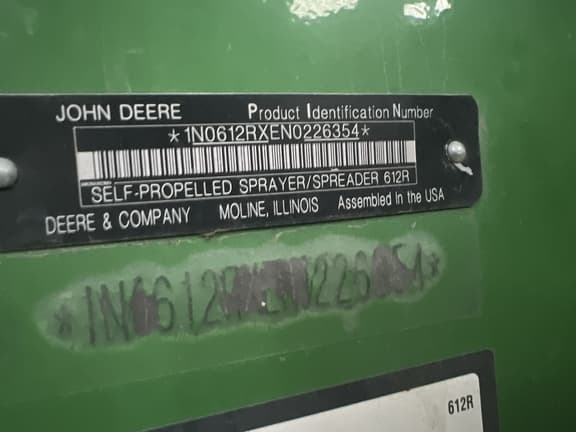 JOHN DEERE Product Identification Number
*1N0612RXEN0226354*
SELF-PROPELLED SPRAYER/SPREADER 612R
DEERE & COMPANY MOLINE, ILLINOIS Assembled in the USA
612R